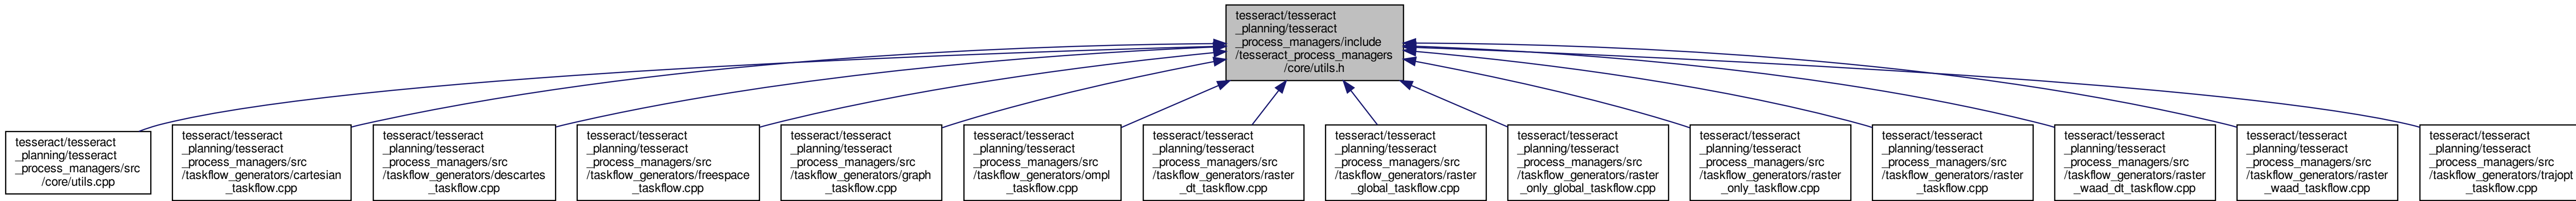 tesseract/tesseract
_planning/tesseract
_process_managers/include
/tesseract_process_managers
/core/utils.h
tesseract/tesseract
_planning/tesseract
_process_managers/src
/core/utils.cpp
tesseract/tesseract
_planning/tesseract
_process_managers/src
/taskflow_generators/cartesian
_taskflow.cpp
tesseract/tesseract
_planning/tesseract
_process_managers/src
/taskflow_generators/descartes
_taskflow.cpp
tesseract/tesseract
_planning/tesseract
_process_managers/src
/taskflow_generators/freespace
_taskflow.cpp
tesseract/tesseract
_planning/tesseract
_process_managers/src
/taskflow_generators/graph
_taskflow.cpp
tesseract/tesseract
_planning/tesseract
_process_managers/src
/taskflow_generators/ompl
_taskflow.cpp
tesseract/tesseract
_planning/tesseract
_process_managers/src
/taskflow_generators/raster
_dt_taskflow.cpp
tesseract/tesseract
_planning/tesseract
_process_managers/src
/taskflow_generators/raster
_global_taskflow.cpp
tesseract/tesseract
_planning/tesseract
_process_managers/src
/taskflow_generators/raster
_only_global_taskflow.cpp
tesseract/tesseract
_planning/tesseract
_process_managers/src
/taskflow_generators/raster
_only_taskflow.cpp
tesseract/tesseract
_planning/tesseract
_process_managers/src
/taskflow_generators/raster
_taskflow.cpp
tesseract/tesseract
_planning/tesseract
_process_managers/src
/taskflow_generators/raster
_waad_dt_taskflow.cpp
tesseract/tesseract
_planning/tesseract
_process_managers/src
/taskflow_generators/raster
_waad_taskflow.cpp
tesseract/tesseract
_planning/tesseract
_process_managers/src
/taskflow_generators/trajopt
_taskflow.cpp